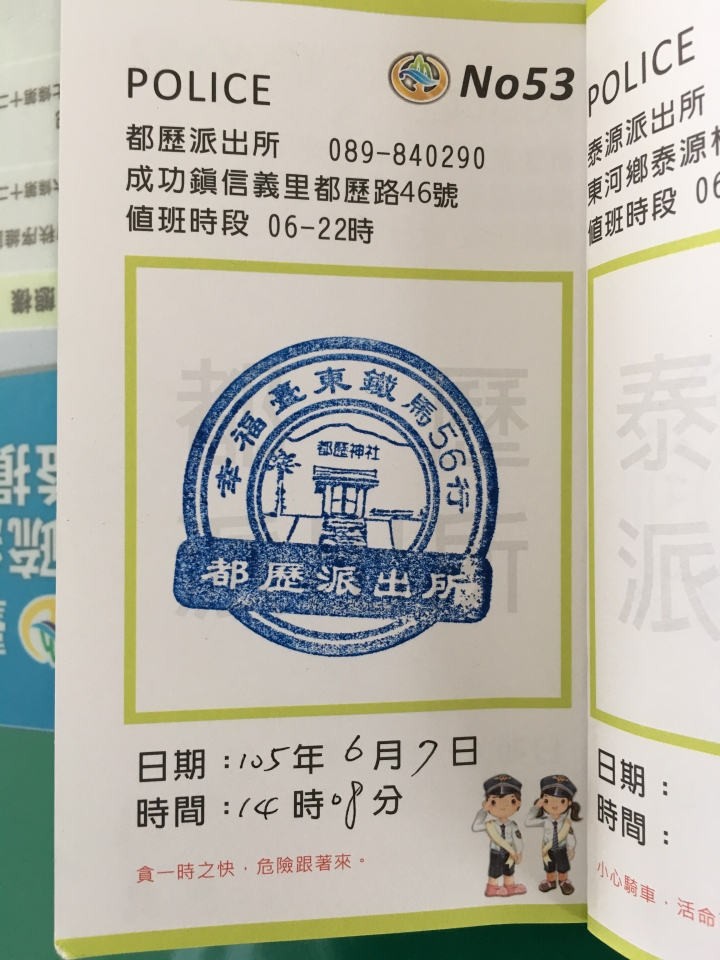 POLICE
No53
都歷派出所 089-840290
成功鎮信義里都歷路46號
值班時段 06-22時
幸福臺東鐵馬56行
都歷神社
都歷派出所
日期:105年6月7日
時間:14時08分
貪一時之快，危險跟著來。
POLICE
泰源派出所
東河鄉泰源村
值班時段 06
泰
派
日期：
時間：
小心騎車，活命